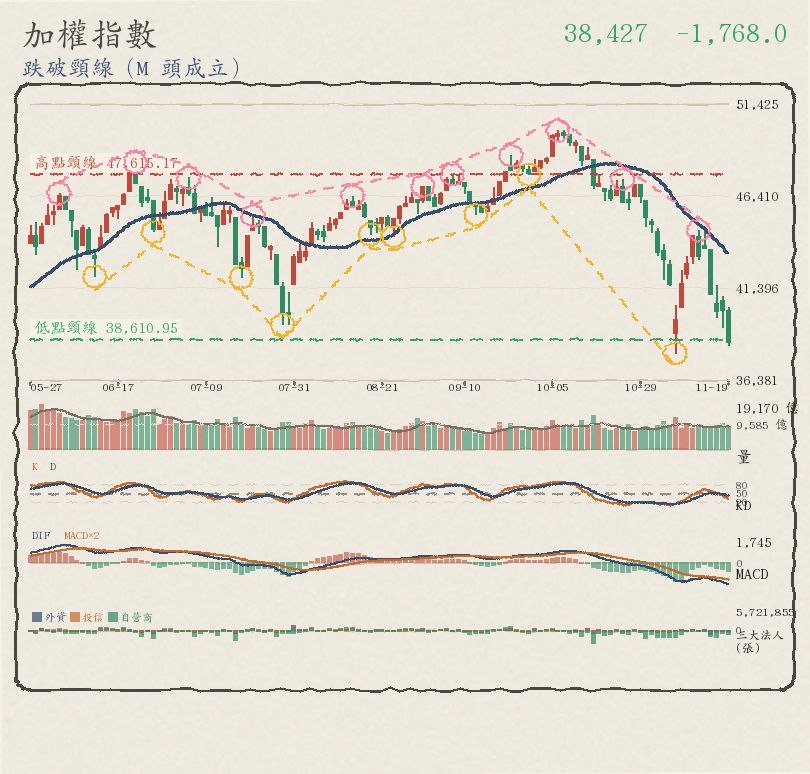 加權指數
38,427 -1,768.0
跌破頸線 (M 頭成立)
51,425
高點頸線 47,615.17
46,410
41,396
低點頸線 38,610.95
36,381
05-27 06-17 07-09 07-31 08-21 09-10 10-05 10-29 11-19
19,170 億
9,585 億
量
K D
80
50
KD
DIF MACD×2
1,745
0
MACD
外資 投信 自營商
5,721,855
0
三大法人
(張)